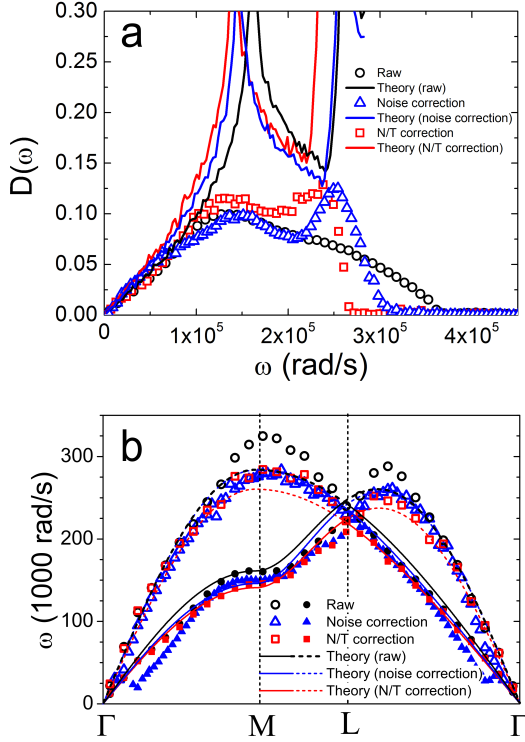 a
0.30
0.25
0.20
0.15
0.10
0.05
0.00
D(ω)
Raw
Theory (raw)
Noise correction
Theory (noise correction)
N/T correction
Theory (N/T correction)
0 1x10⁵ 2x10⁵ 3x10⁵ 4x10⁵
ω (rad/s)
b
300
200
100
0
ω (1000 rad/s)
Raw
Noise correction
N/T correction
Theory (raw)
Theory (noise correction)
Theory (N/T correction)
Γ M L Γ